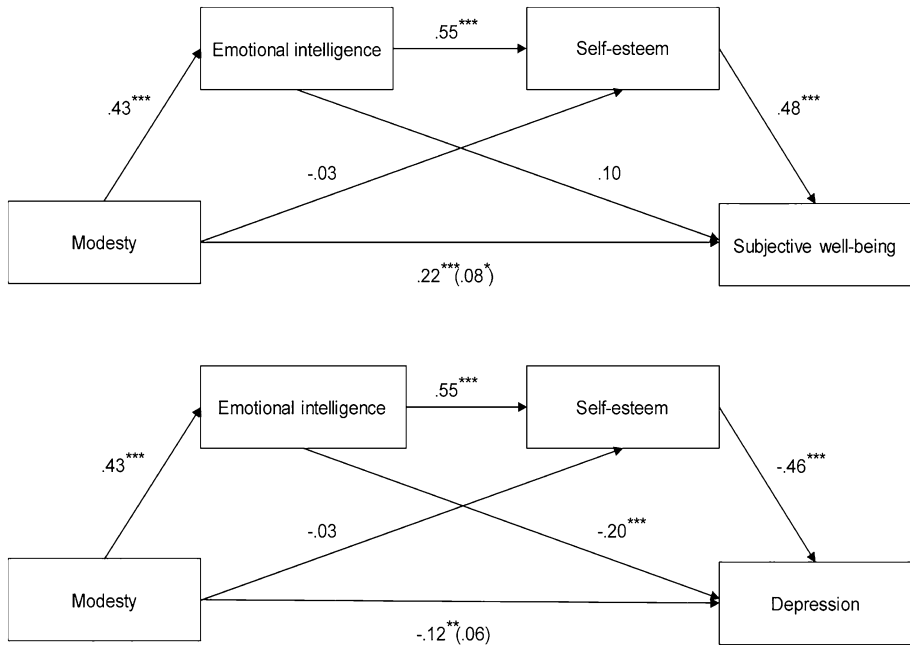 .55***
Emotional intelligence
Self-esteem
.43***
.48***
-.03
.10
Modesty
Subjective well-being
.22***(.08*)
.55***
Emotional intelligence
Self-esteem
.43***
-.46***
-.03
-.20***
Modesty
Depression
-.12**(.06)